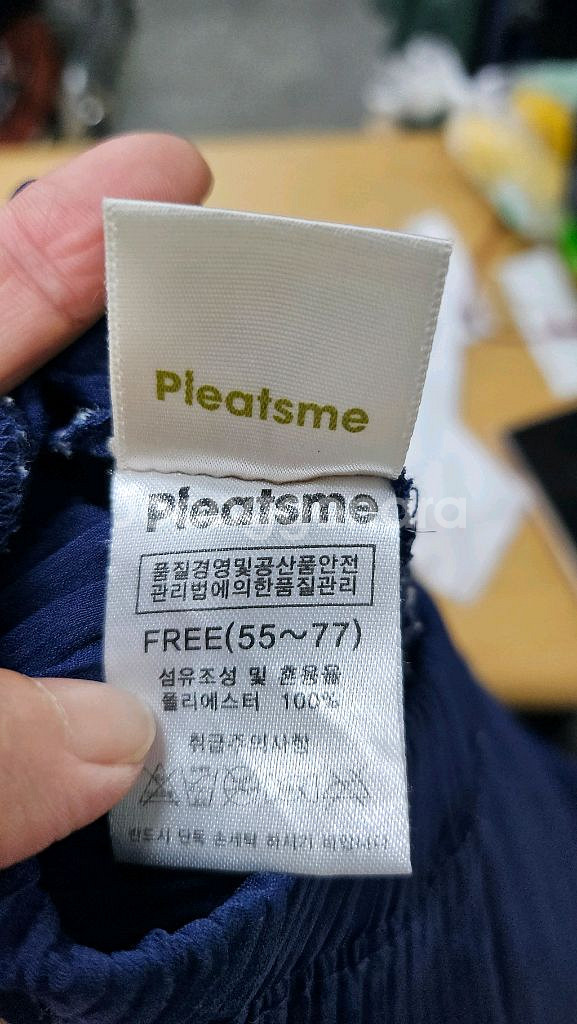 Pleatsme
Pleatsme
품질경영및공산품안전
관리법에의한품질관리
FREE(55～77)
섬유조성 및 혼용율
폴리에스터 100%
취급주의사항
반드시 단독 손세탁 하시기 바랍니다